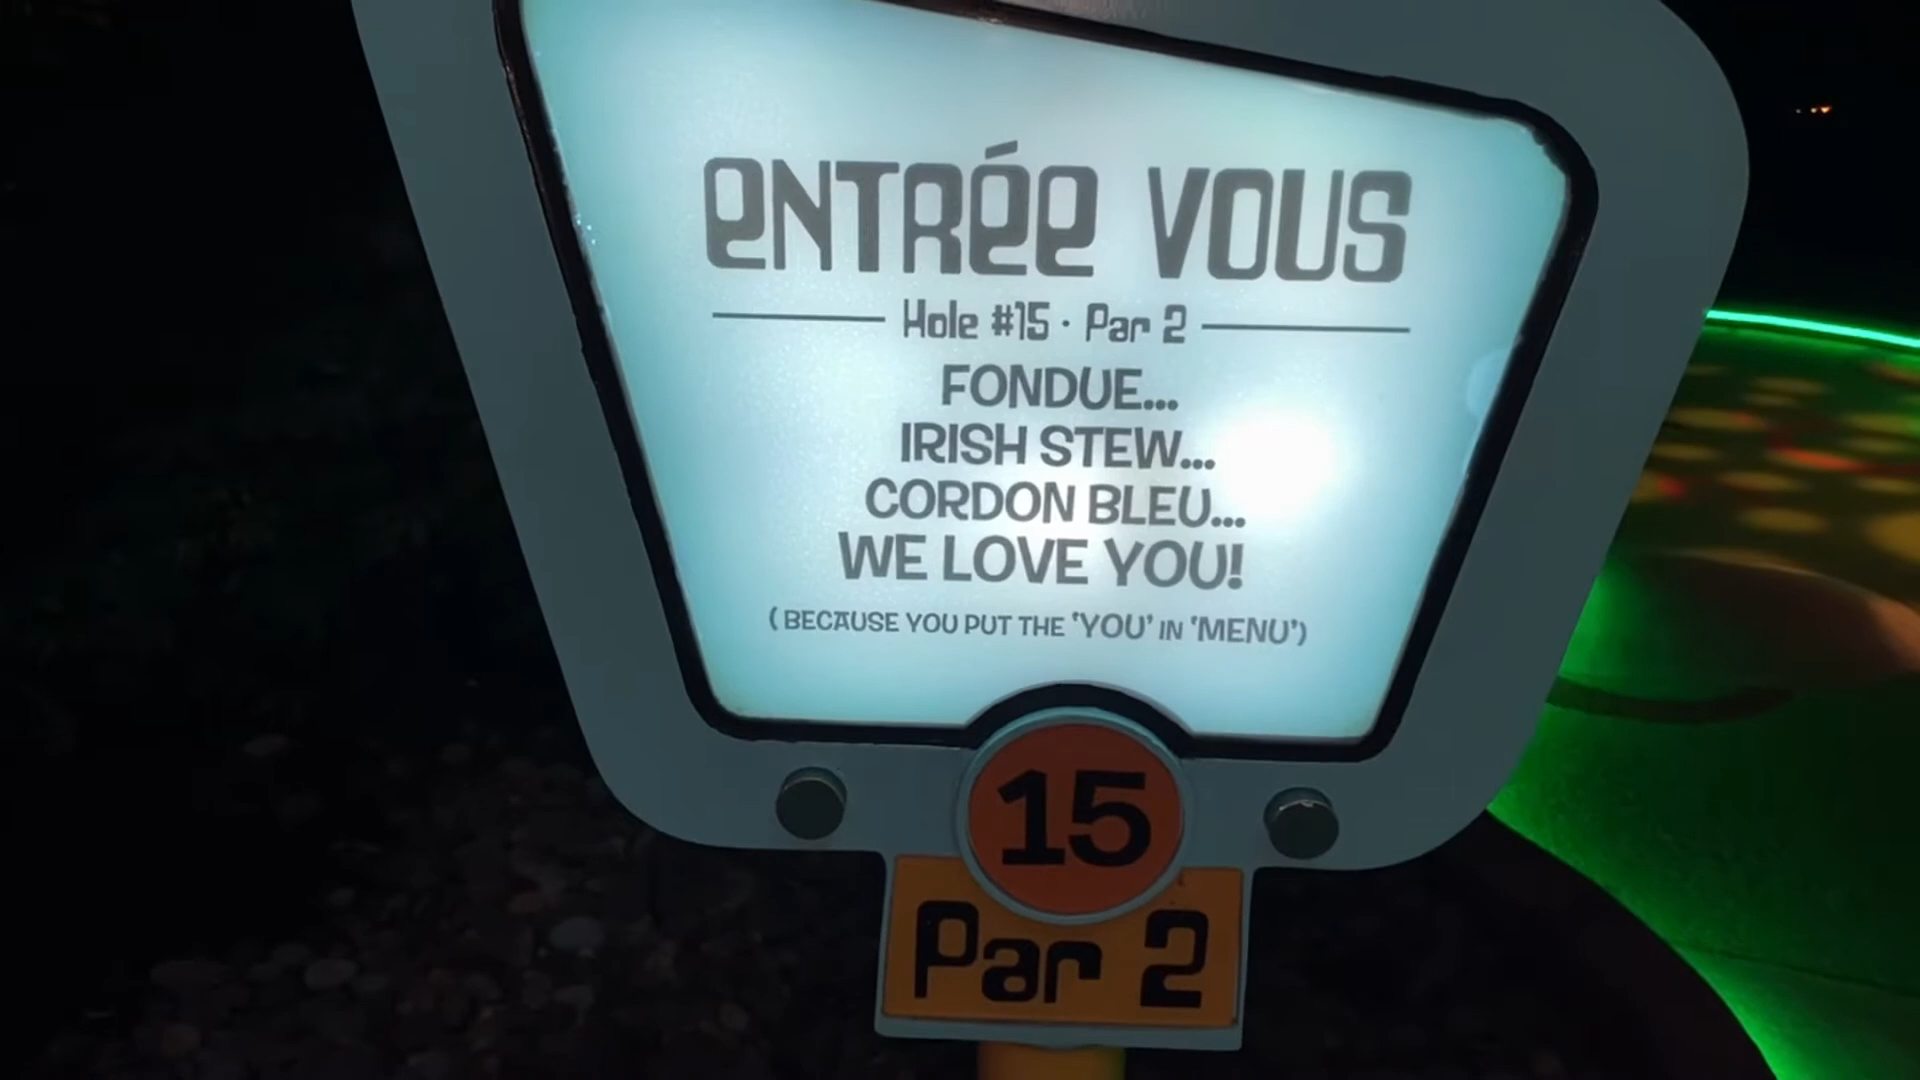 ENTRÉE VOUS
Hole #15 · Par 2
FONDUE...
IRISH STEW...
CORDON BLEU...
WE LOVE YOU!
( BECAUSE YOU PUT THE 'YOU' IN 'MENU')
15
Par 2